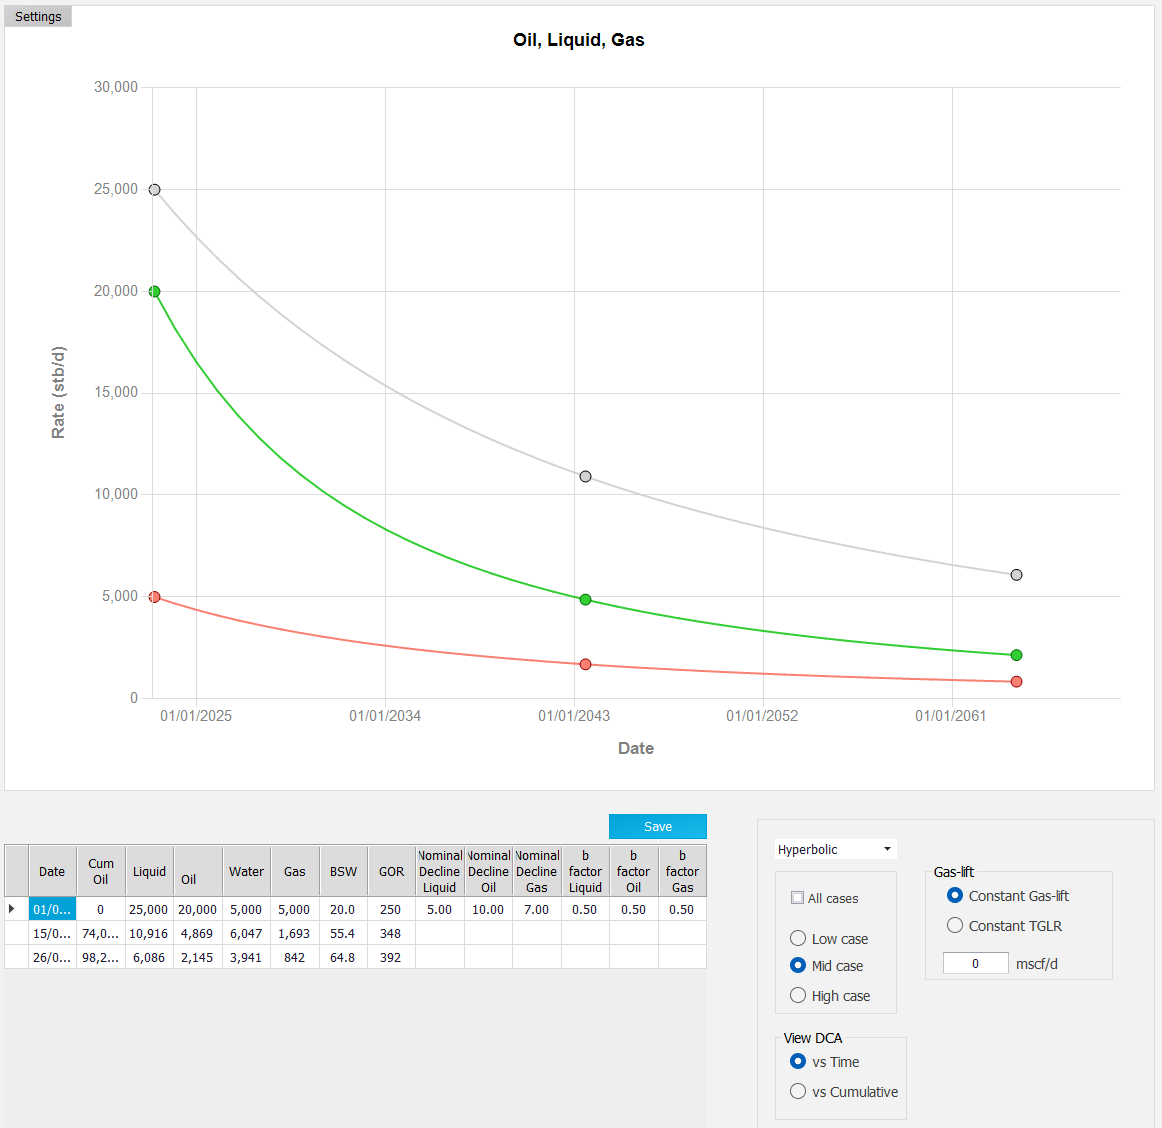 Settings
Oil, Liquid, Gas
30,000
25,000
20,000
15,000
10,000
5,000
0
Rate (stb/d)
01/01/2025 01/01/2034 01/01/2043 01/01/2052 01/01/2061
Date
Save
Date Cum Oil Liquid Oil Water Gas BSW GOR Nominal Decline Liquid Nominal Decline Oil Nominal Decline Gas b factor Liquid b factor Oil b factor Gas
01/0... 0 25,000 20,000 5,000 5,000 20.0 250 5.00 10.00 7.00 0.50 0.50 0.50
15/0... 74,0... 10,916 4,869 6,047 1,693 55.4 348
26/0... 98,2... 6,086 2,145 3,941 842 64.8 392
Hyperbolic
All cases
Low case
Mid case
High case
Gas-lift
Constant Gas-lift
Constant TGLR
0 mscf/d
View DCA
vs Time
vs Cumulative